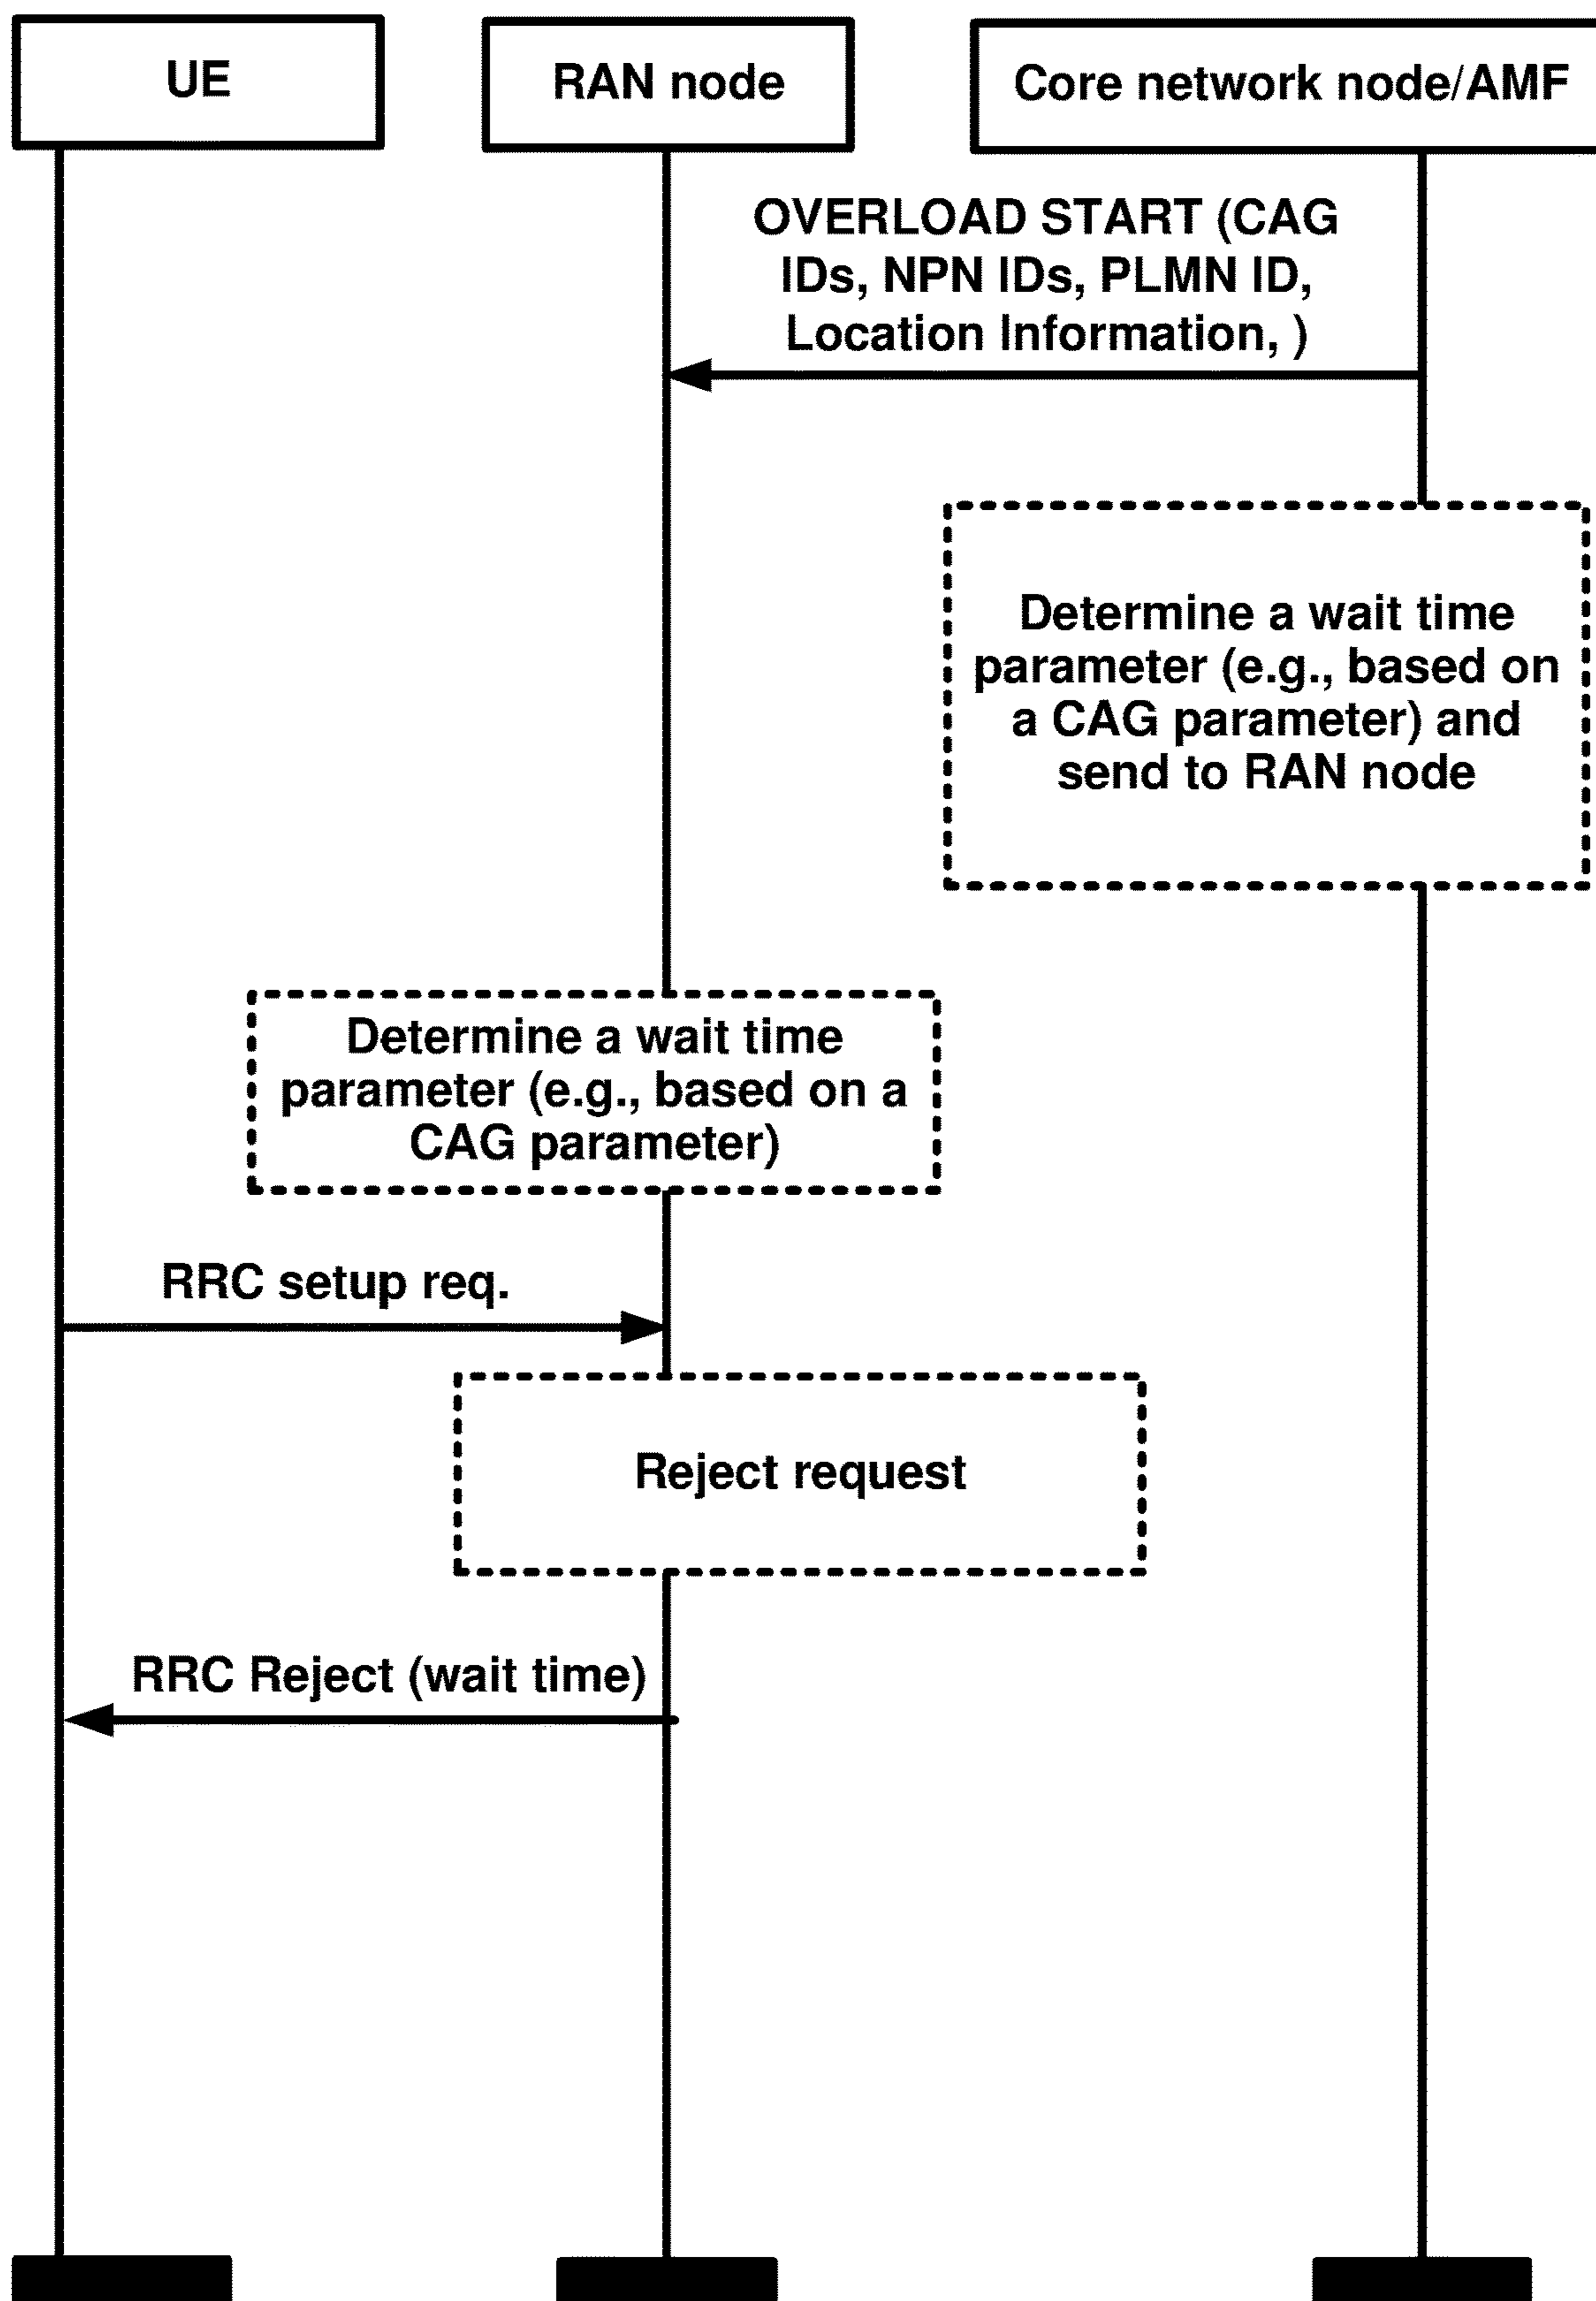 UE
RAN node
Core network node/AMF
OVERLOAD START (CAG
IDs, NPN IDs, PLMN ID,
Location Information, )
Determine a wait time
parameter (e.g., based on
a CAG parameter) and
send to RAN node
Determine a wait time
parameter (e.g., based on a
CAG parameter)
RRC setup req.
Reject request
RRC Reject (wait time)